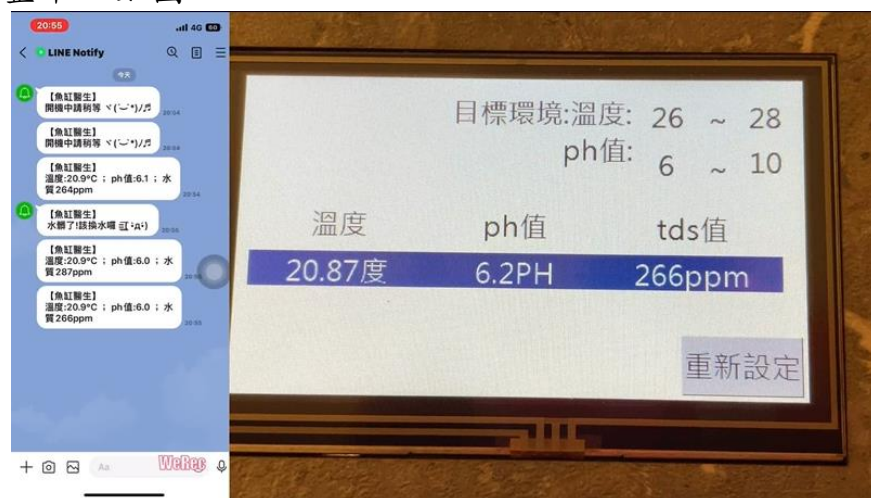 20:55
4G 60
LINE Notify
今天
【魚缸醫生】
開機中請稍等ヾ(˙︶˙*)ﾉ♬
20:54
【魚缸醫生】
開機中請稍等ヾ(˙︶˙*)ﾉ♬
20:54
【魚缸醫生】
溫度:20.9°C ； ph值:6.1 ； 水
質264ppm
20:54
【魚缸醫生】
水髒了!該換水囉
20:55
【魚缸醫生】
溫度:20.9°C ； ph值:6.0 ； 水
質287ppm
【魚缸醫生】
溫度:20.9°C ； ph值:6.0 ； 水
質266ppm
20:55
Aa
WeRec
目標環境:溫度: 26 ~ 28
ph值: 6 ~ 10
溫度 ph值 tds值
20.87度 6.2PH 266ppm
重新設定